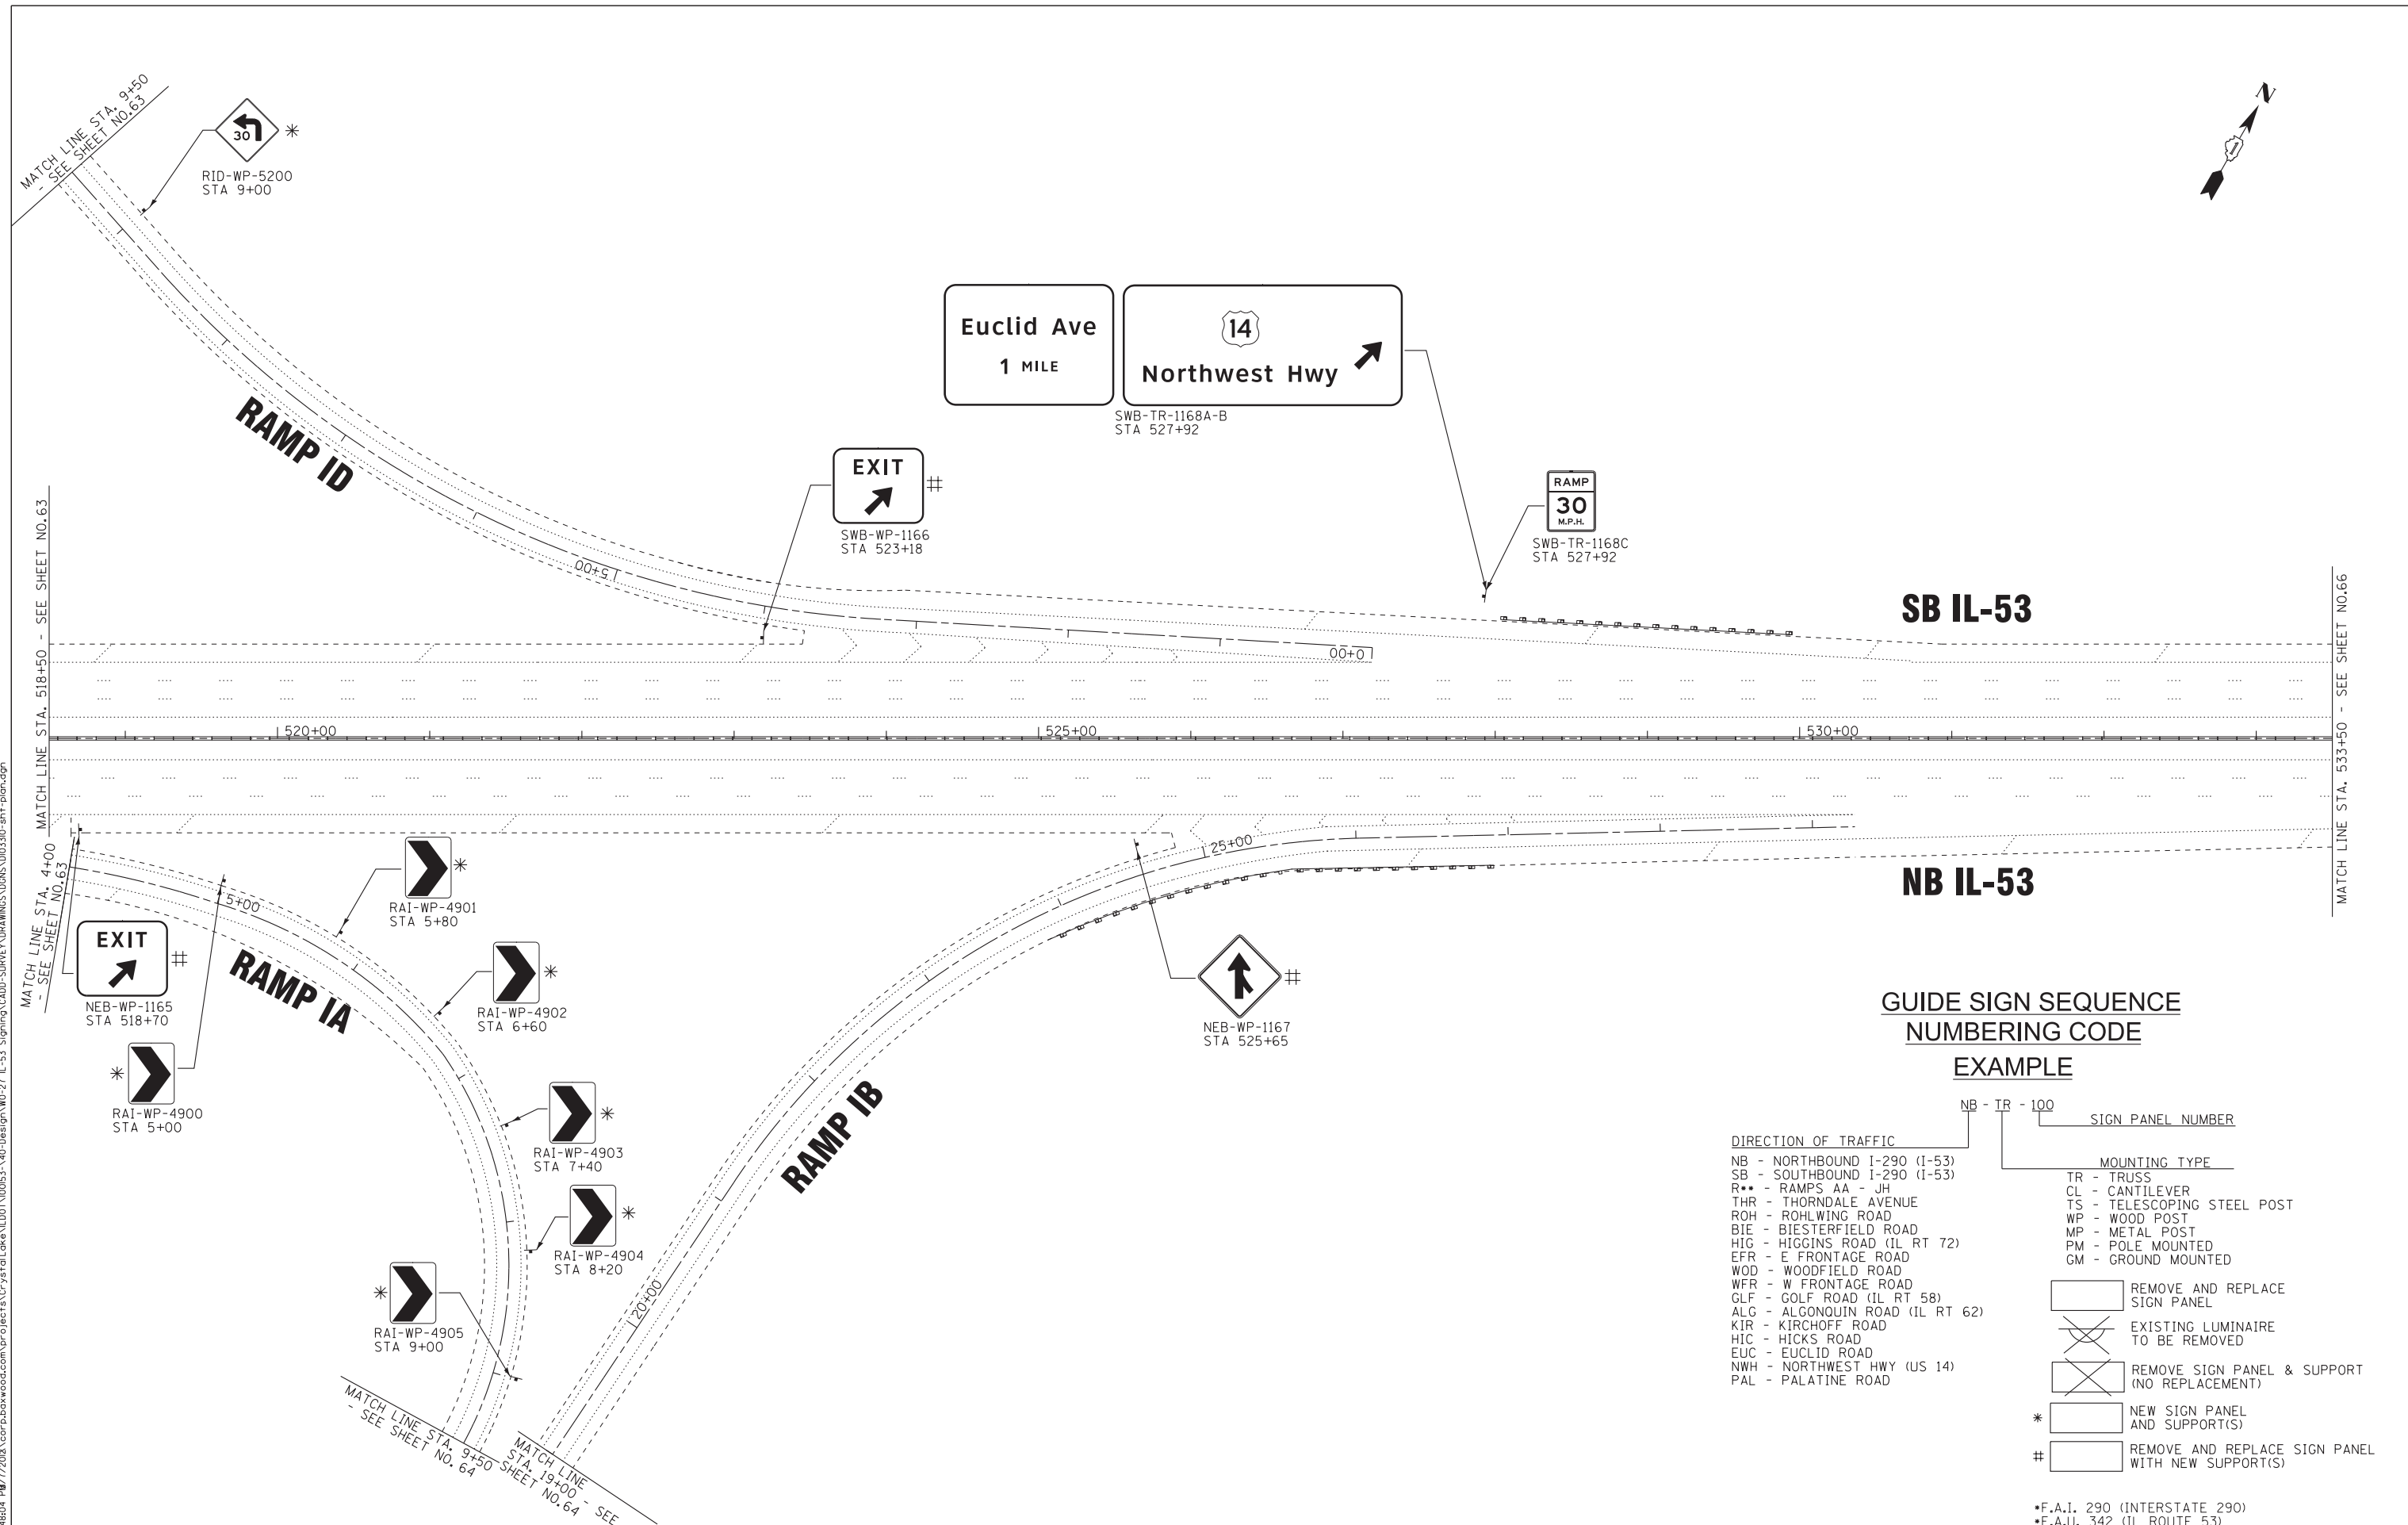 MATCH LINE STA. 9+50
- SEE SHEET NO.63
30
*
RID-WP-5200
STA 9+00
N
Euclid Ave
1 MILE
14
Northwest Hwy
SWB-TR-1168A-B
STA 527+92
RAMP ID
EXIT
#
SWB-WP-1166
STA 523+18
RAMP
30
M.P.H.
SWB-TR-1168C
STA 527+92
5+00
0+00
SB IL-53
MATCH LINE STA. 518+50 - SEE SHEET NO.63
520+00
525+00
530+00
MATCH LINE STA. 533+50 - SEE SHEET NO.66
NB IL-53
MATCH LINE STA. 4+00
- SEE SHEET NO.63
5+00
*
RAI-WP-4901
STA 5+80
25+00
EXIT
#
NEB-WP-1165
STA 518+70
RAMP IA
*
RAI-WP-4902
STA 6+60
#
NEB-WP-1167
STA 525+65
*
RAI-WP-4900
STA 5+00
*
RAI-WP-4903
STA 7+40
RAMP IB
*
RAI-WP-4904
STA 8+20
*
RAI-WP-4905
STA 9+00
20+00
MATCH LINE STA. 9+50
- SEE SHEET NO. 64
MATCH LINE
STA. 19+00 - SEE
SHEET NO.64
GUIDE SIGN SEQUENCE
NUMBERING CODE
EXAMPLE
NB - TR - 100
SIGN PANEL NUMBER
DIRECTION OF TRAFFIC
NB - NORTHBOUND I-290 (I-53)
SB - SOUTHBOUND I-290 (I-53)
R** - RAMPS AA - JH
THR - THORNDALE AVENUE
ROH - ROHLWING ROAD
BIE - BIESTERFIELD ROAD
HIG - HIGGINS ROAD (IL RT 72)
EFR - E FRONTAGE ROAD
WOD - WOODFIELD ROAD
WFR - W FRONTAGE ROAD
GLF - GOLF ROAD (IL RT 58)
ALG - ALGONQUIN ROAD (IL RT 62)
KIR - KIRCHOFF ROAD
HIC - HICKS ROAD
EUC - EUCLID ROAD
NWH - NORTHWEST HWY (US 14)
PAL - PALATINE ROAD
MOUNTING TYPE
TR - TRUSS
CL - CANTILEVER
TS - TELESCOPING STEEL POST
WP - WOOD POST
MP - METAL POST
PM - POLE MOUNTED
GM - GROUND MOUNTED
REMOVE AND REPLACE
SIGN PANEL
EXISTING LUMINAIRE
TO BE REMOVED
REMOVE SIGN PANEL & SUPPORT
(NO REPLACEMENT)
*
NEW SIGN PANEL
AND SUPPORT(S)
#
REMOVE AND REPLACE SIGN PANEL
WITH NEW SUPPORT(S)
*F.A.I. 290 (INTERSTATE 290)
*F.A.U. 342 (IL ROUTE 53)